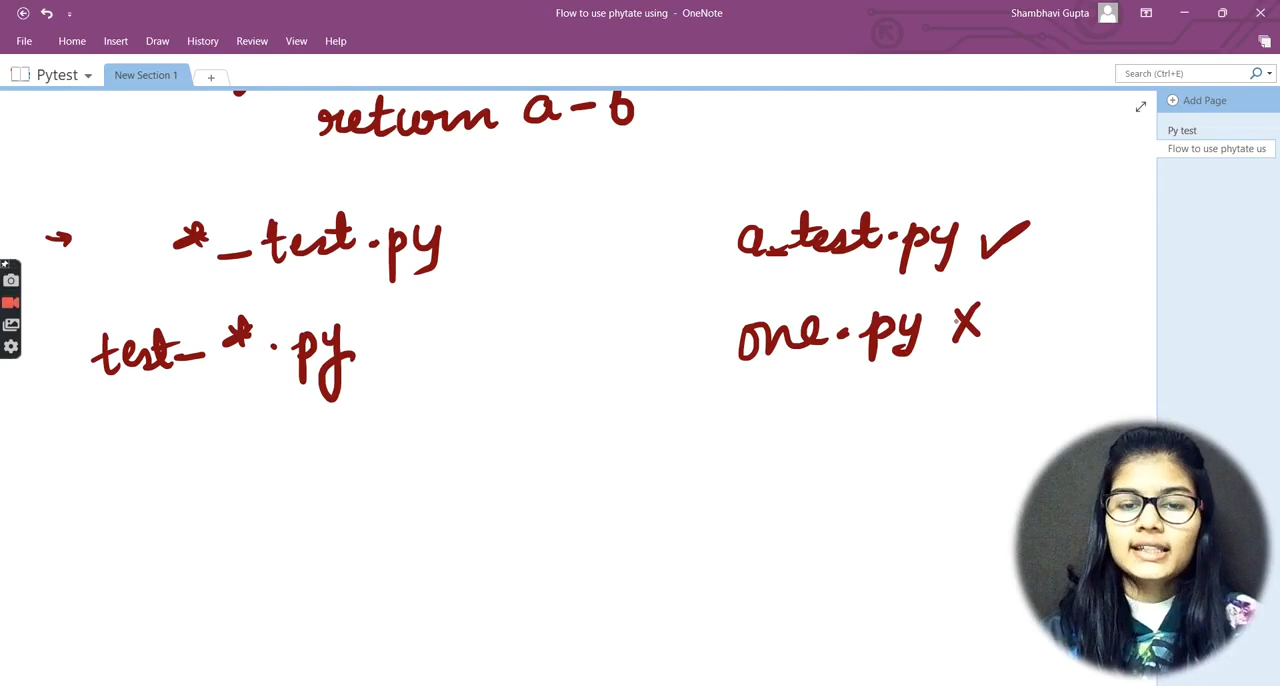 Flow to use phytate using - OneNote
Shambhavi Gupta
File Home Insert Draw History Review View Help
Pytest
New Section 1
+
Search (Ctrl+E)
Add Page
Py test
Flow to use phytate us
return a-b
→ *_test.py
a_test.py ✓
test_*.py
one.py X